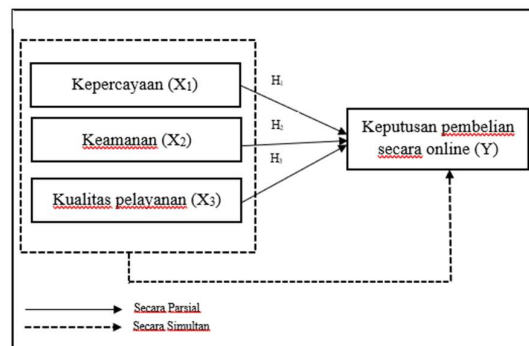 Kepercayaan (X1)
H1
Keamanan (X2)
H2
Kualitas pelayanan (X3)
H3
Keputusan pembelian
secara online (Y)
Secara Parsial
Secara Simultan